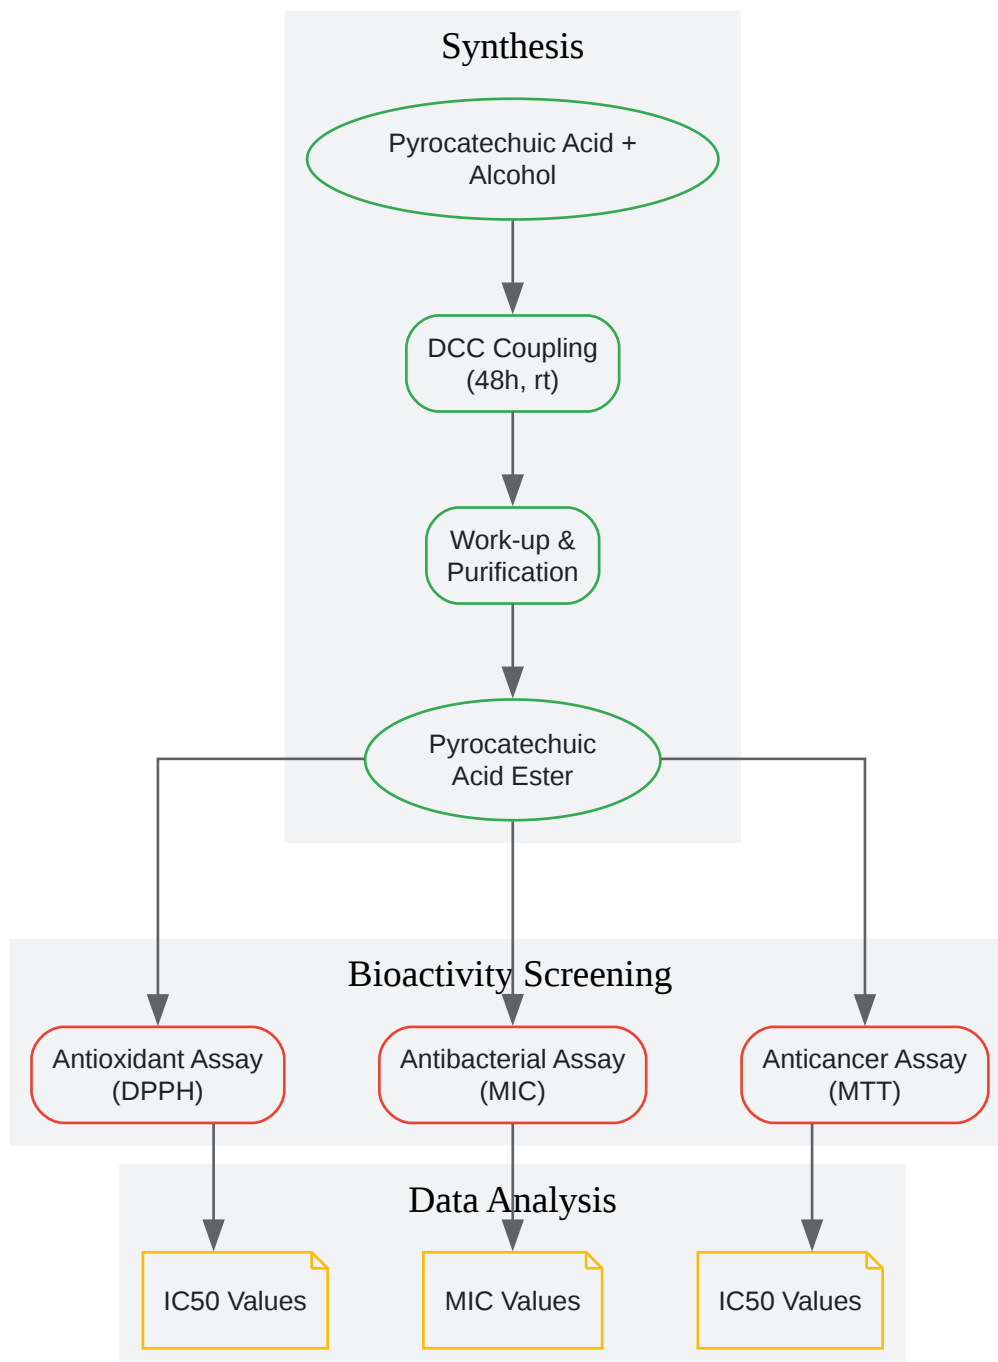 Synthesis
Pyrocatechuic Acid +
Alcohol
DCC Coupling
(48h, rt)
Work-up &
Purification
Pyrocatechuic
Acid Ester
Bioactivity Screening
Antioxidant Assay
(DPPH)
Antibacterial Assay
(MIC)
Anticancer Assay
(MTT)
Data Analysis
IC50 Values
MIC Values
IC50 Values